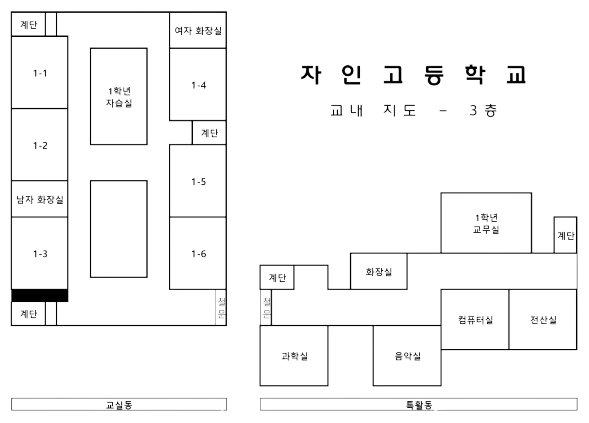 자인고등학교
교내 지도 – 3층
계단
여자 화장실
1-1
1학년
자습실
1-4
계단
1-2
1-5
남자 화장실
1-3
1-6
계단
철문
교실동
1학년
교무실
계단
화장실
계단
철문
컴퓨터실
전산실
과학실
음악실
특활동